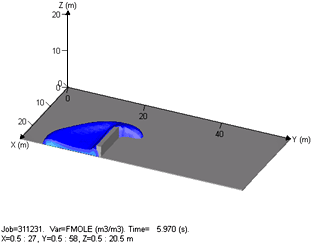 Z (m)
20
10
0
0
10
20
20
40
X (m)
Y (m)
Job=311231. Var=FMOLE (m3/m3). Time= 5.970 (s).
X=0.5 : 27, Y=0.5 : 58, Z=0.5 : 20.5 m